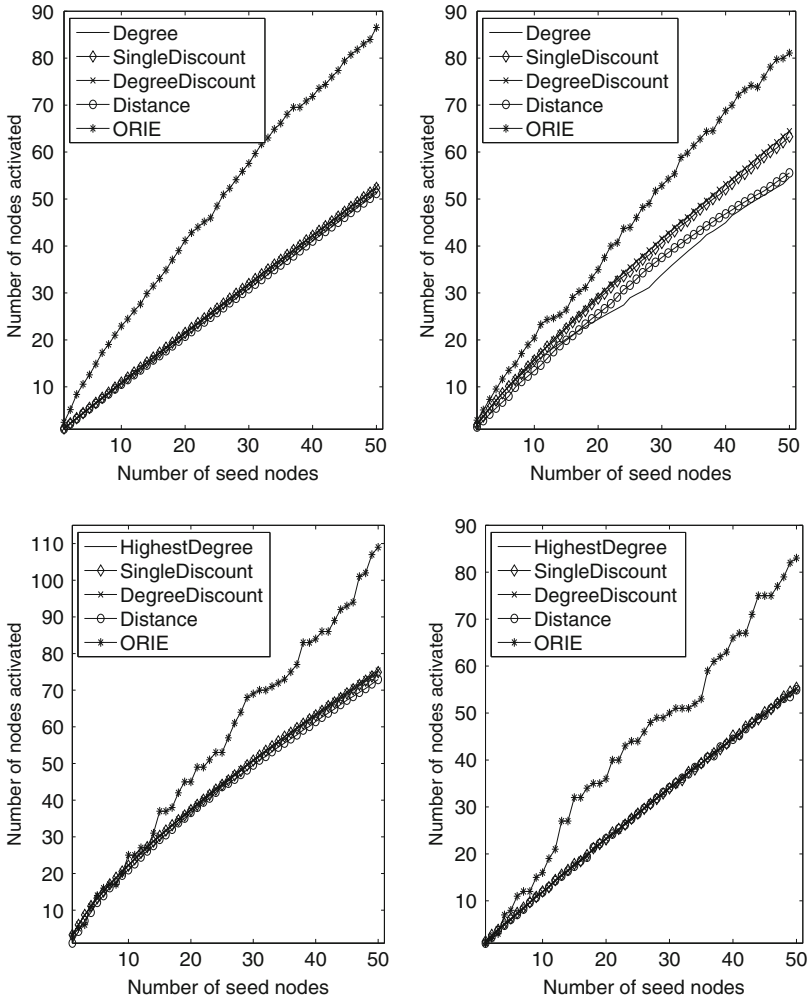 90
80
70
60
50
40
30
20
10
Number of nodes activated
Degree
SingleDiscount
DegreeDiscount
Distance
ORIE
10 20 30 40 50
Number of seed nodes
90
80
70
60
50
40
30
20
10
Number of nodes activated
Degree
SingleDiscount
DegreeDiscount
Distance
ORIE
10 20 30 40 50
Number of seed nodes
110
100
90
80
70
60
50
40
30
20
10
Number of nodes activated
HighestDegree
SingleDiscount
DegreeDiscount
Distance
ORIE
10 20 30 40 50
Number of seed nodes
90
80
70
60
50
40
30
20
10
Number of nodes activated
HighestDegree
SingleDiscount
DegreeDiscount
Distance
ORIE
10 20 30 40 50
Number of seed nodes